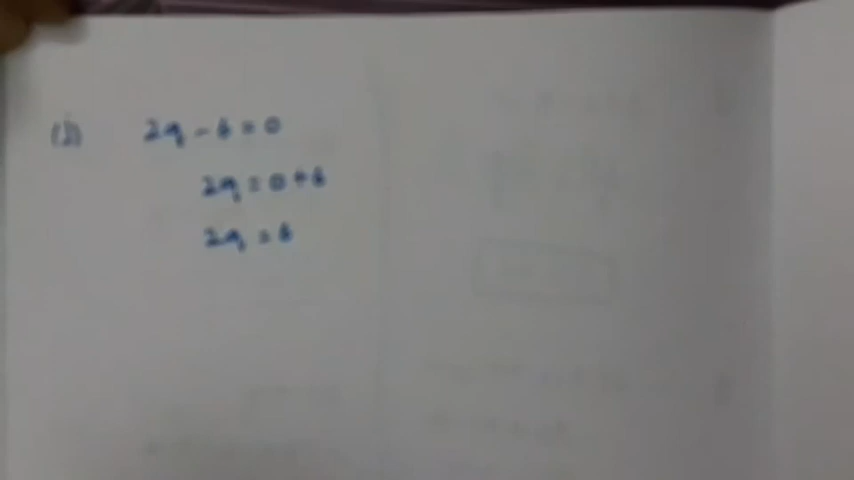 (2) 2q - 6 = 0
2q = 0 + 6
2q = 6